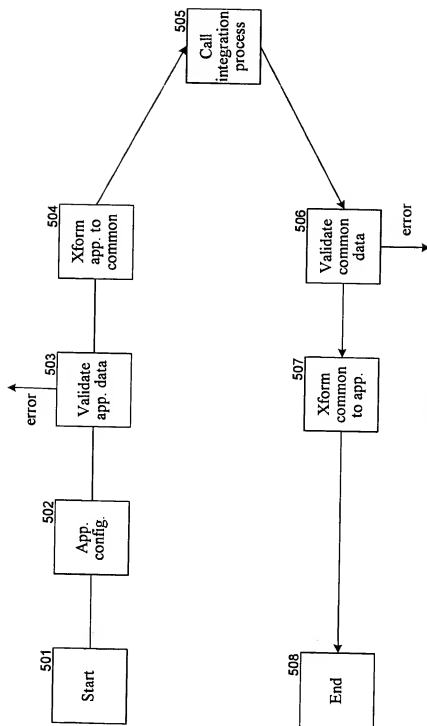 501
Start
502
App.
config.
503
Validate
app. data
error
504
Xform
app. to
common
505
Call
integration
process
506
Validate
common
data
error
507
Xform
common
to app.
508
End